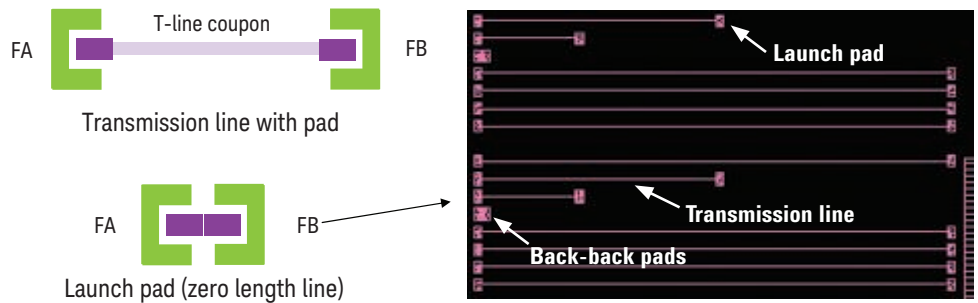 T-line coupon
FA
FB
Transmission line with pad
FA
FB
Launch pad (zero length line)
Launch pad
Transmission line
Back-back pads